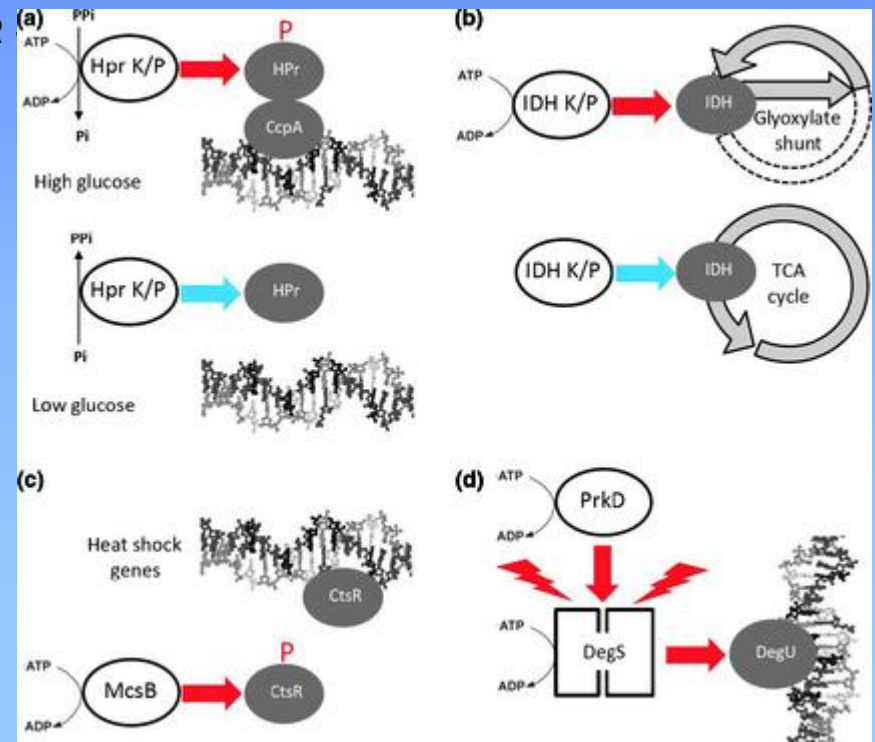 (a)
PPi
ATP
Hpr K/P
ADP
Pi
P
HPr
CcpA
High glucose
PPi
Hpr K/P
HPr
Pi
Low glucose
(b)
ATP
IDH K/P
ADP
IDH
Glyoxylate
shunt
IDH K/P
IDH
TCA
cycle
(c)
Heat shock
genes
CtsR
ATP
McsB
ADP
P
CtsR
(d)
ATP
PrkD
ADP
ATP
DegS
ADP
DegU